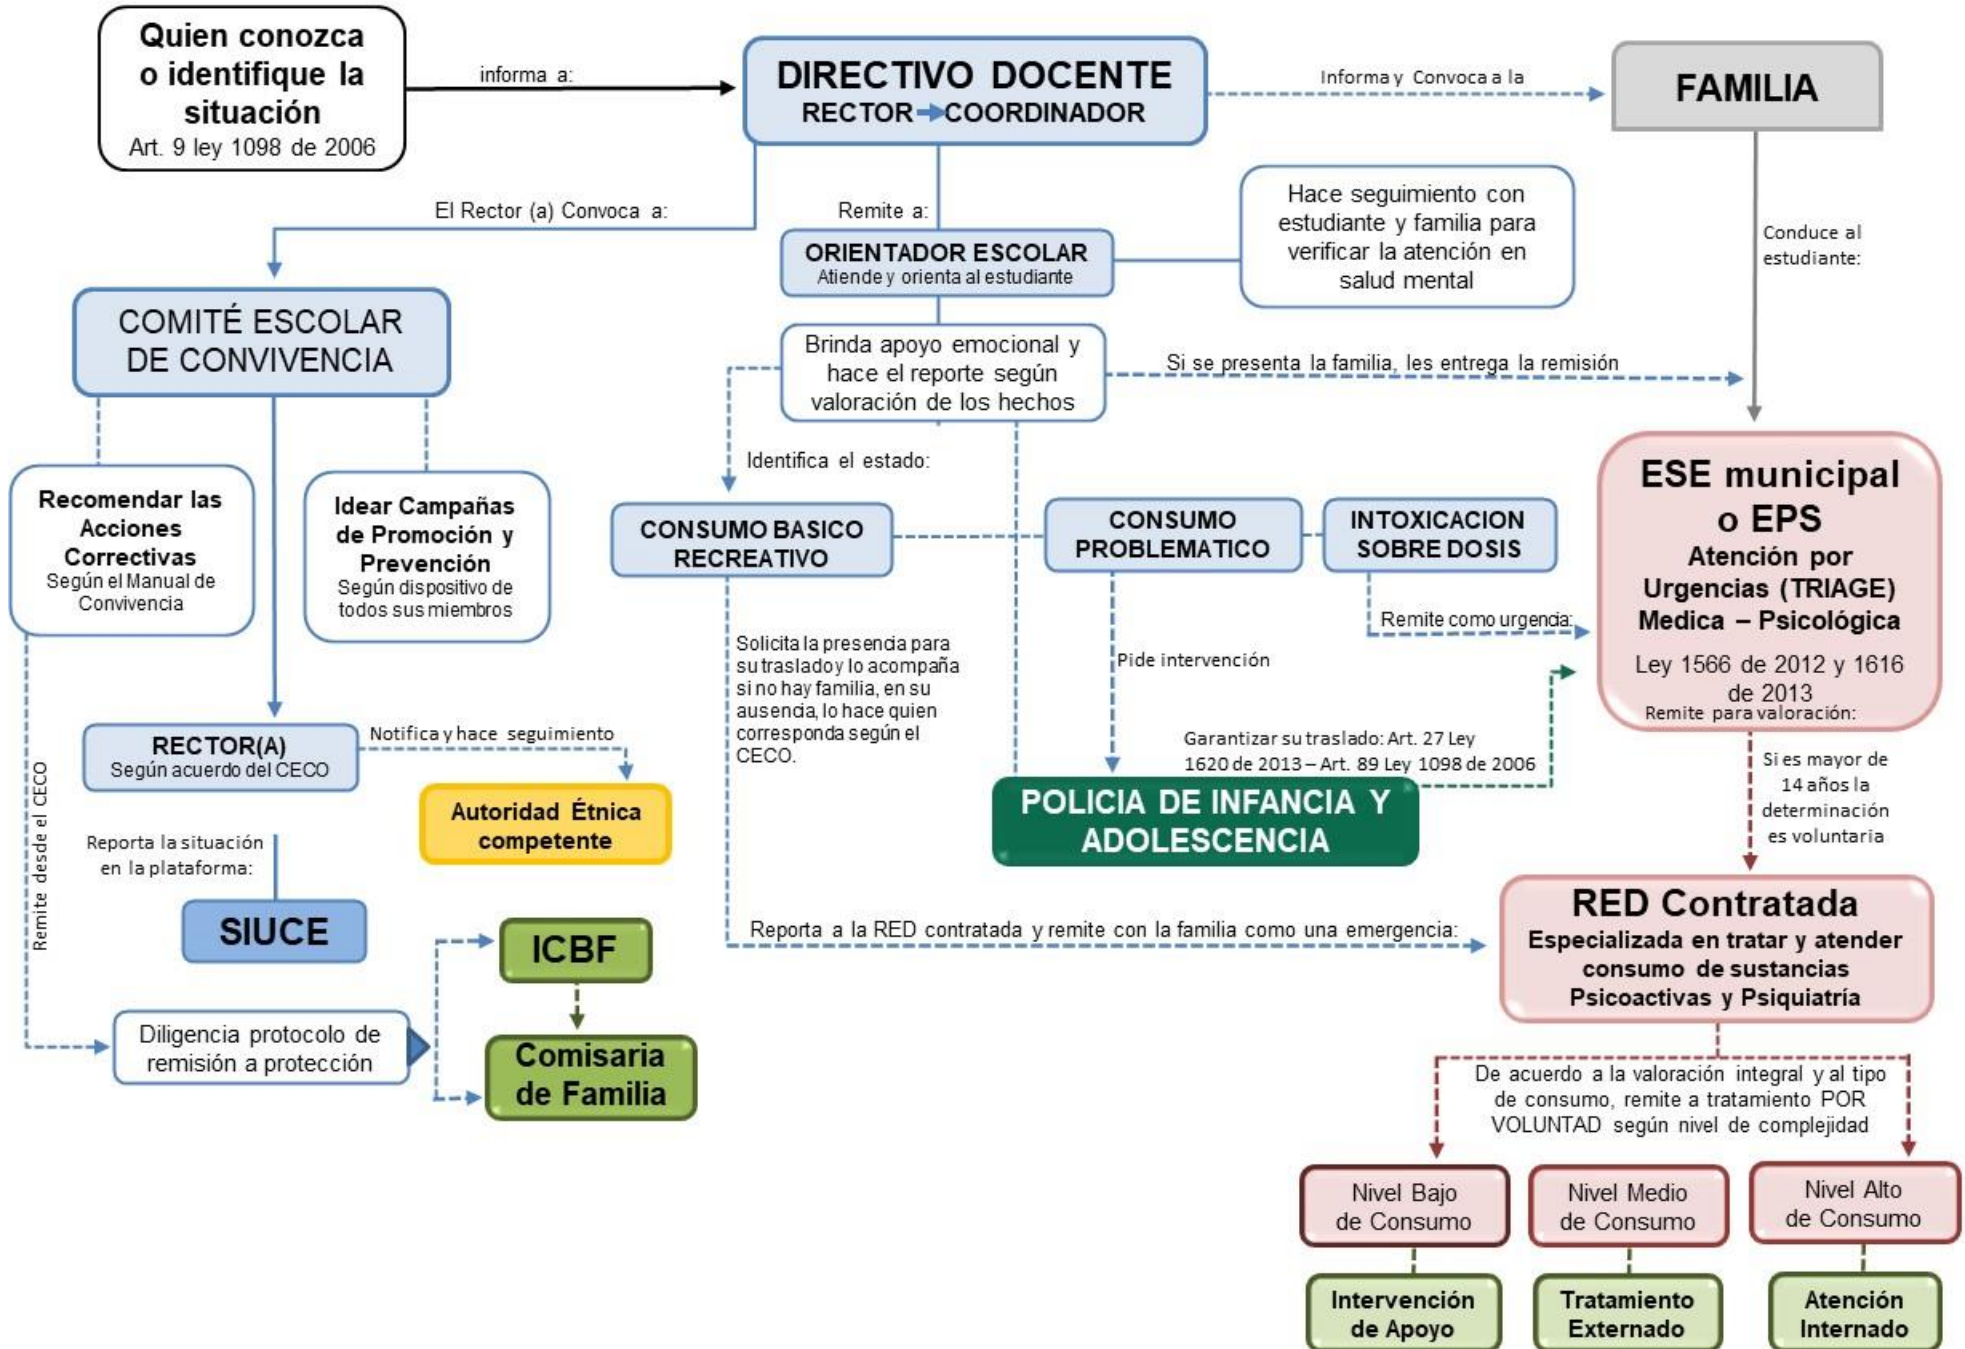 Quien conozca
o identifique la
situación
Art. 9 ley 1098 de 2006
informa a:
DIRECTIVO DOCENTE
RECTOR COORDINADOR
Informa y Convoca a la
FAMILIA
El Rector (a) Convoca a:
Remite a:
ORIENTADOR ESCOLAR
Atiende y orienta al estudiante
Hace seguimiento con
estudiante y familia para
verificar la atención en
salud mental
Conduce al
estudiante:
COMITÉ ESCOLAR
DE CONVIVENCIA
Brinda apoyo emocional y
hace el reporte según
valoración de los hechos
Si se presenta la familia, les entrega la remisión
Identifica el estado:
Recomendar las
Acciones
Correctivas
Según el Manual de
Convivencia
Idear Campañas
de Promoción y
Prevención
Según dispositivo de
todos sus miembros
CONSUMO BASICO
RECREATIVO
CONSUMO
PROBLEMATICO
INTOXICACION
SOBRE DOSIS
ESE municipal
o EPS
Atención por
Urgencias (TRIAGE)
Medica – Psicológica
Ley 1566 de 2012 y 1616
de 2013
Remite para valoración:
Remite como urgencia:
Solicita la presencia para
su traslado y lo acompaña
si no hay familia, en su
ausencia, lo hace quien
corresponda según el
CECO.
Pide intervención
Garantizar su traslado: Art. 27 Ley
1620 de 2013 – Art. 89 Ley 1098 de 2006
POLICIA DE INFANCIA Y
ADOLESCENCIA
Si es mayor de
14 años la
determinación
es voluntaria
RECTOR(A)
Según acuerdo del CECO
Notifica y hace seguimiento
Autoridad Étnica
competente
Remite desde el CECO
Reporta la situación
en la plataforma:
SIUCE
Diligencia protocolo de
remisión a protección
ICBF
Comisaria
de Familia
Reporta a la RED contratada y remite con la familia como una emergencia:
RED Contratada
Especializada en tratar y atender
consumo de sustancias
Psicoactivas y Psiquiatría
De acuerdo a la valoración integral y al tipo
de consumo, remite a tratamiento POR
VOLUNTAD según nivel de complejidad
Nivel Bajo
de Consumo
Nivel Medio
de Consumo
Nivel Alto
de Consumo
Intervención
de Apoyo
Tratamiento
Externado
Atención
Internado